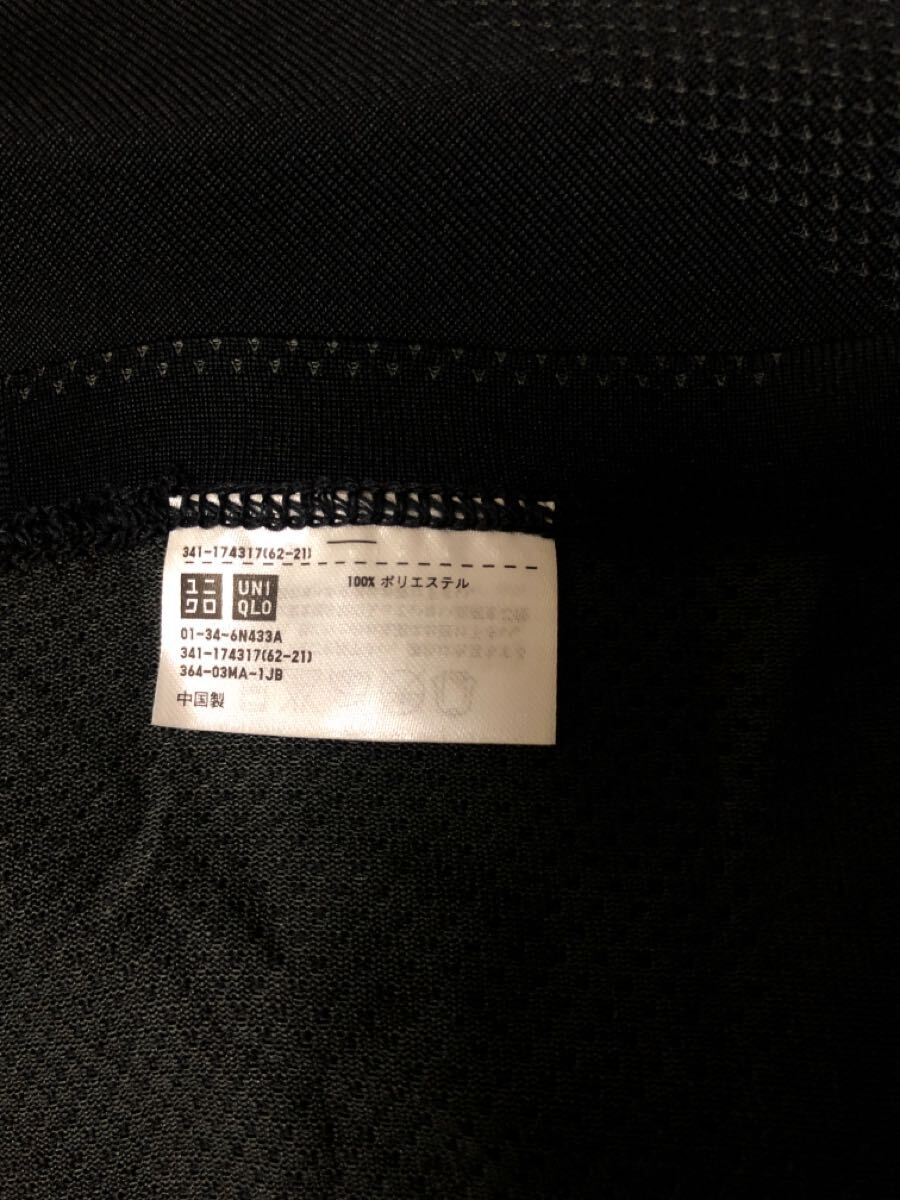 341-174317(62-21)
100% ポリエステル
ユニ
クロ
UNI
QLO
01-34-6N433A
341-174317(62-21)
364-03MA-1JB
中国製